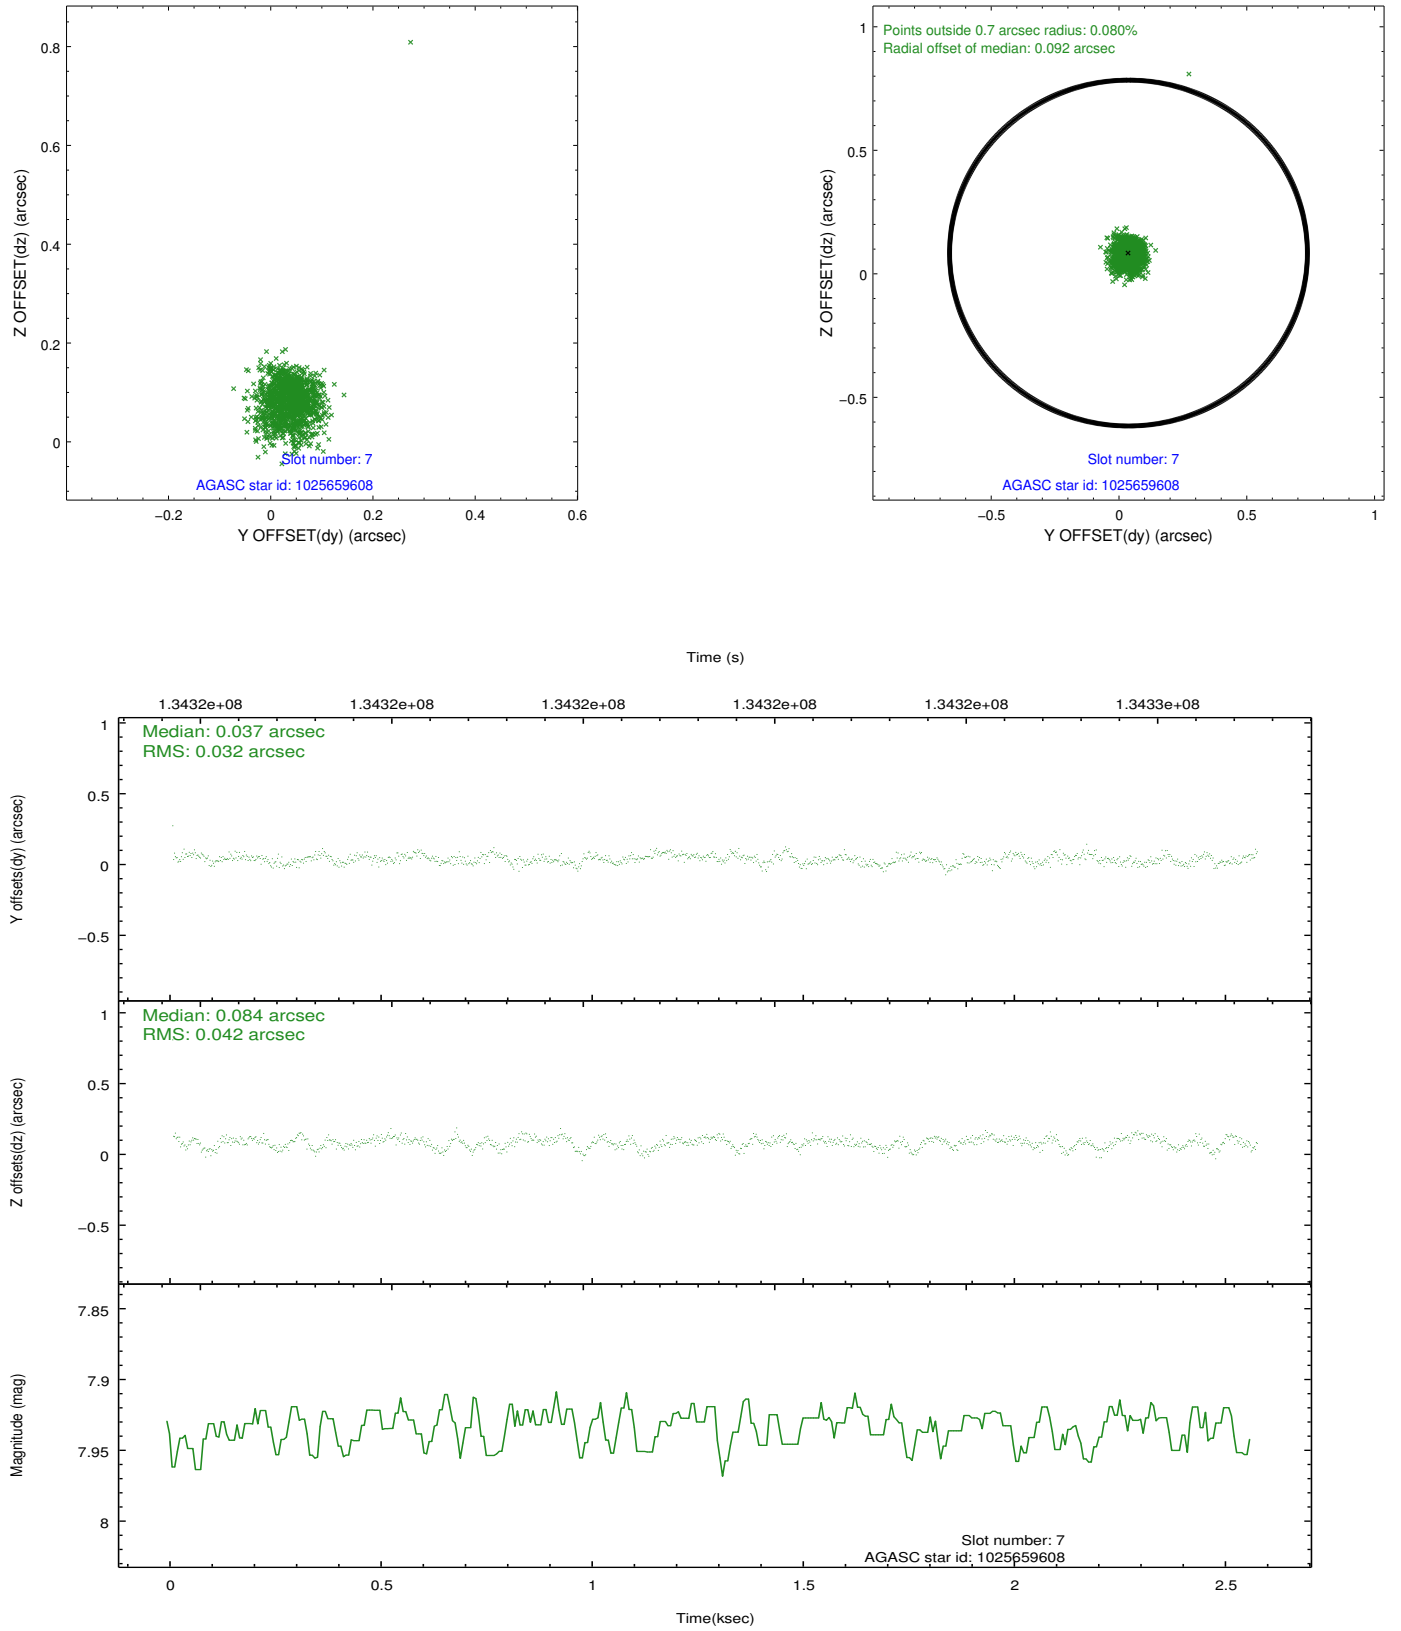 0.8
0.6
0.4
0.2
0
Z OFFSET(dz) (arcsec)
Slot number: 7
AGASC star id: 1025659608
−0.2 0 0.2 0.4 0.6
Y OFFSET(dy) (arcsec)
Points outside 0.7 arcsec radius: 0.080%
Radial offset of median: 0.092 arcsec
1
0.5
0
−0.5
Z OFFSET(dz) (arcsec)
Slot number: 7
AGASC star id: 1025659608
−0.5 0 0.5 1
Y OFFSET(dy) (arcsec)
Time (s)
1.3432e+08 1.3432e+08 1.3432e+08 1.3432e+08 1.3432e+08 1.3433e+08
Median: 0.037 arcsec
RMS: 0.032 arcsec
1
0.5
0
−0.5
Y offsets(dy) (arcsec)
Median: 0.084 arcsec
RMS: 0.042 arcsec
1
0.5
0
−0.5
Z offsets(dz) (arcsec)
7.85
7.9
7.95
8
Magnitude (mag)
Slot number: 7
AGASC star id: 1025659608
0 0.5 1 1.5 2 2.5
Time(ksec)